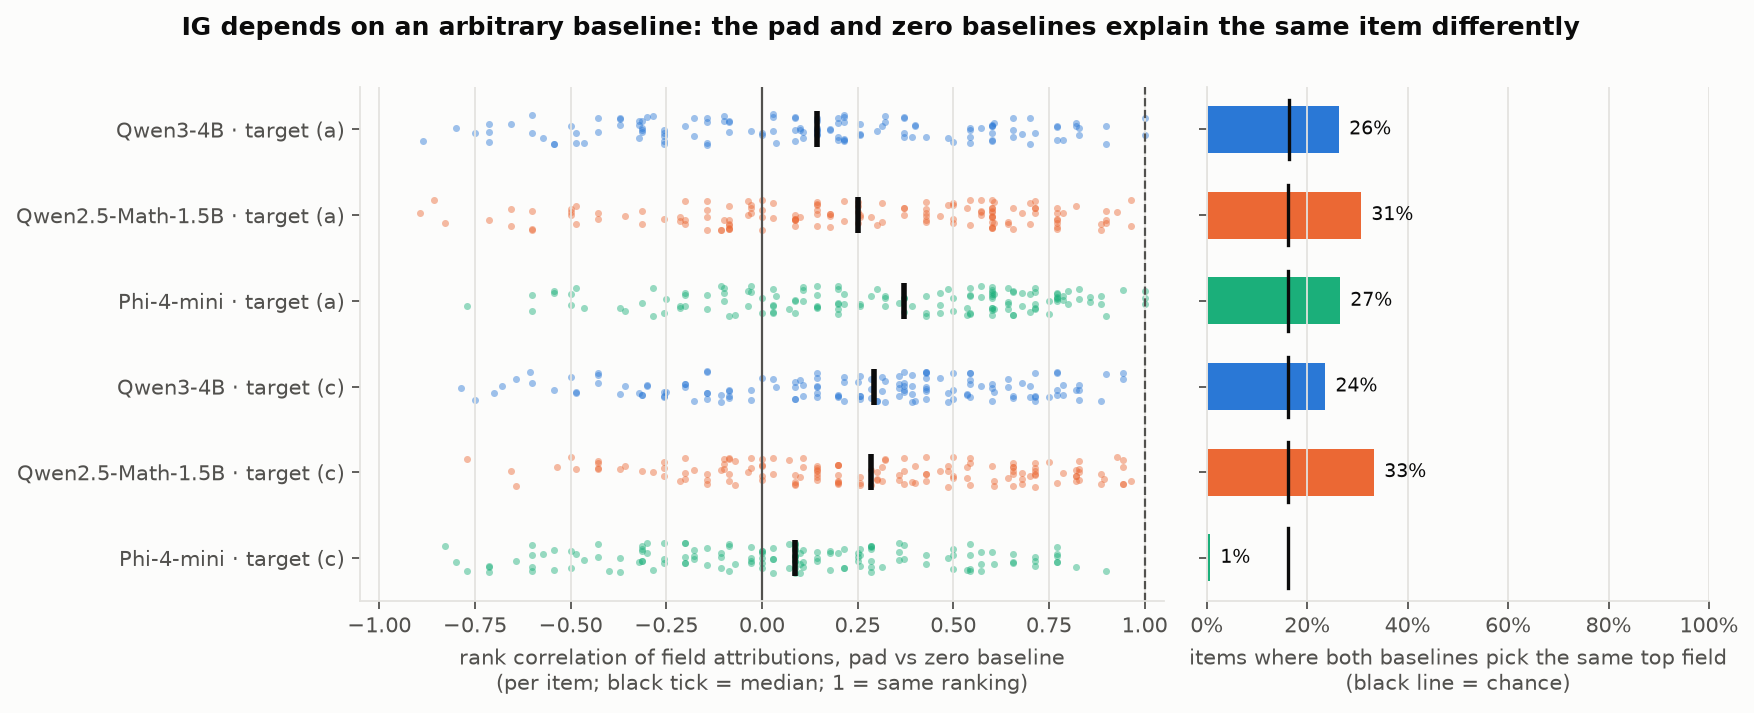 IG depends on an arbitrary baseline: the pad and zero baselines explain the same item differently
Qwen3-4B · target (a)
Qwen2.5-Math-1.5B · target (a)
Phi-4-mini · target (a)
Qwen3-4B · target (c)
Qwen2.5-Math-1.5B · target (c)
Phi-4-mini · target (c)
−1.00 −0.75 −0.50 −0.25 0.00 0.25 0.50 0.75 1.00
rank correlation of field attributions, pad vs zero baseline
(per item; black tick = median; 1 = same ranking)
26%
31%
27%
24%
33%
1%
0% 20% 40% 60% 80% 100%
items where both baselines pick the same top field
(black line = chance)